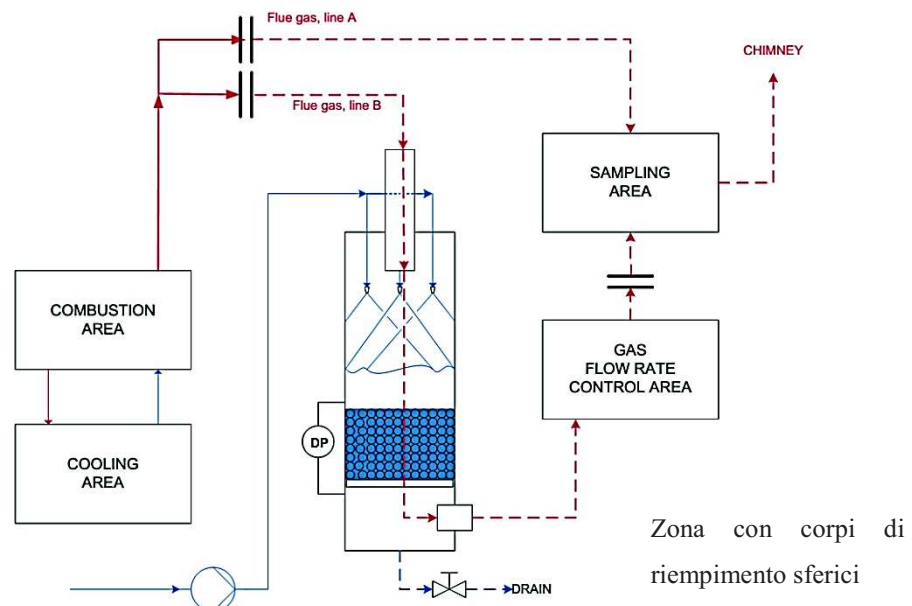 Flue gas, line A
CHIMNEY
Flue gas, line B
SAMPLING
AREA
COMBUSTION
AREA
GAS
FLOW RATE
CONTROL AREA
DP
COOLING
AREA
Zona con corpi di
riempimento sferici
DRAIN